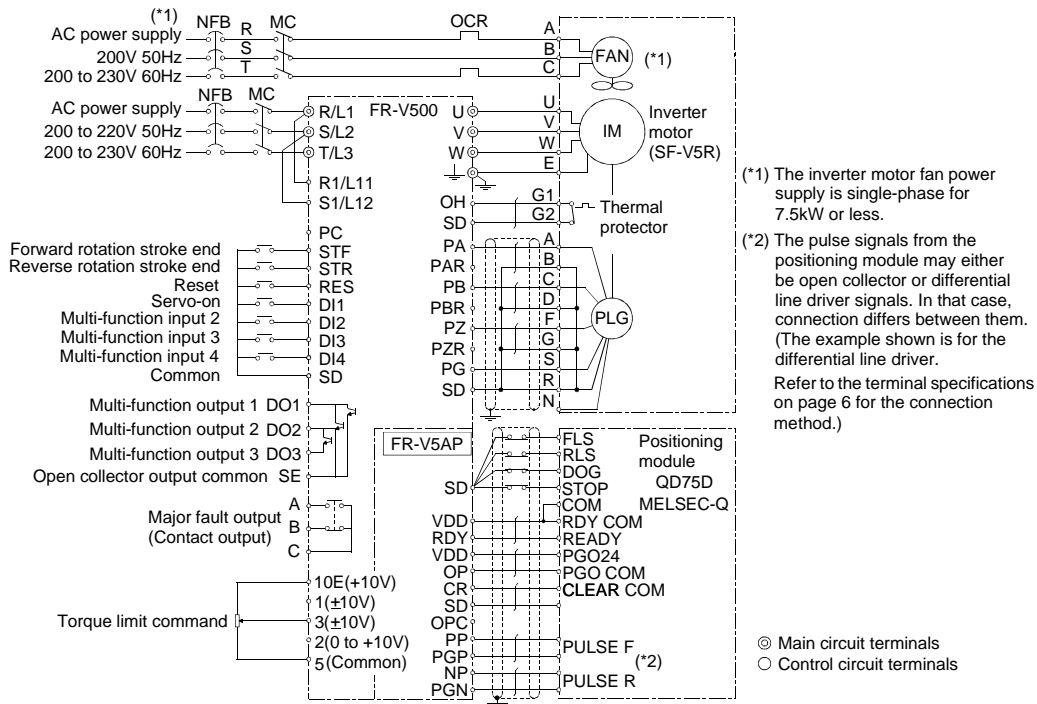 (*1)
AC power supply
200V 50Hz
200 to 230V 60Hz
NFB
R
S
T
MC
OCR
A
B
C
FAN
(*1)
AC power supply
200 to 220V 50Hz
200 to 230V 60Hz
NFB
MC
R/L1
S/L2
T/L3
FR-V500
U
V
W
U
V
W
E
IM
Inverter
motor
(SF-V5R)
R1/L11
S1/L12
OH
SD
G1
G2
Thermal
protector
PC
Forward rotation stroke end
STF
Reverse rotation stroke end
STR
Reset
RES
Servo-on
DI1
Multi-function input 2
DI2
Multi-function input 3
DI3
Multi-function input 4
DI4
Common
SD
PA
PAR
PB
PBR
PZ
PZR
PG
SD
A
B
C
D
F
G
S
R
N
PLG
Multi-function output 1 DO1
Multi-function output 2 DO2
Multi-function output 3 DO3
Open collector output common SE
Major fault output
(Contact output)
A
B
C
Torque limit command
10E(+10V)
1(±10V)
3(±10V)
2(0 to +10V)
5(Common)
FR-V5AP
SD
VDD
RDY
VDD
OP
CR
SD
OPC
PP
PGP
NP
PGN
FLS
RLS
DOG
STOP
COM
RDY COM
READY
PGO24
PGO COM
CLEAR COM
PULSE F
(*2)
PULSE R
Positioning
module
QD75D
MELSEC-Q
(*1) The inverter motor fan power
supply is single-phase for
7.5kW or less.
(*2) The pulse signals from the
positioning module may either
be open collector or differential
line driver signals. In that case,
connection differs between them.
(The example shown is for the
differential line driver.
Refer to the terminal specifications
on page 6 for the connection
method.)
Main circuit terminals
Control circuit terminals